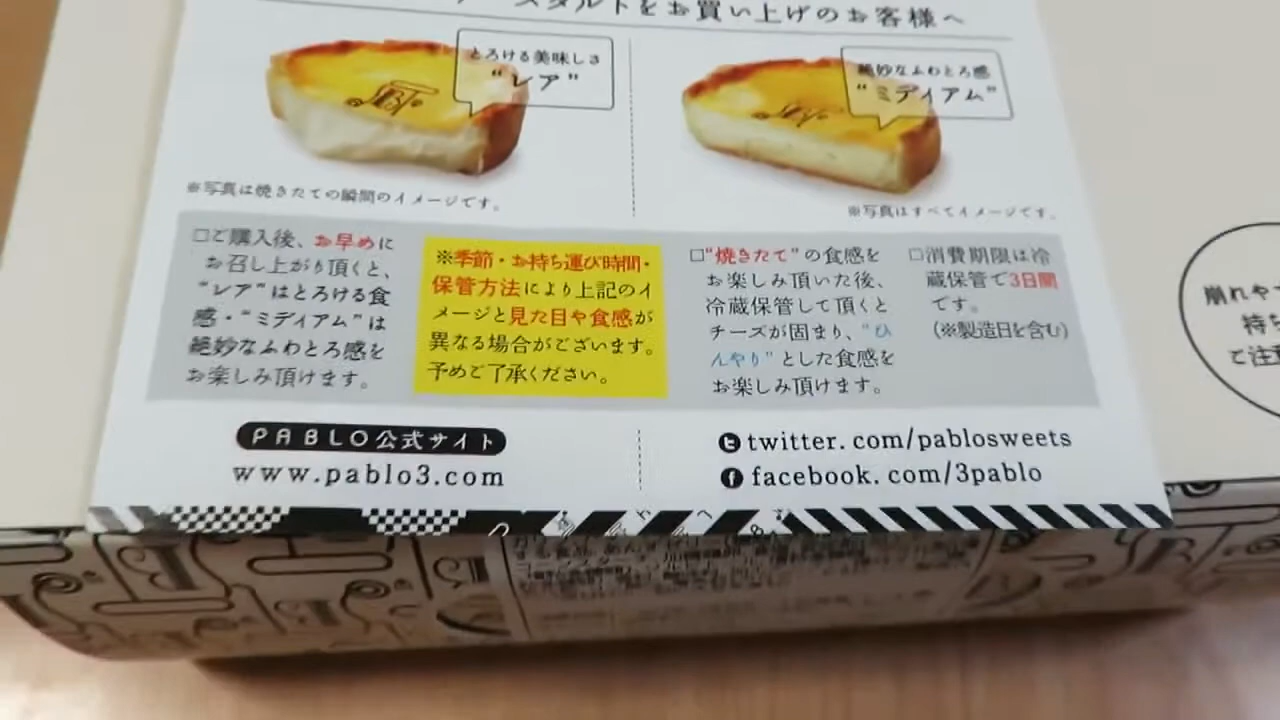 スタルトをお買い上げのお客様へ
とろける美味しさ
“レア”
絶妙なふわとろ感
“ミディアム”
※写真は焼きたての瞬間のイメージです。
※写真はすべてイメージです。
□ご購入後、お早めに
お召し上がり頂くと、
“レア”はとろける食
感・“ミディアム”は
絶妙なふわとろ感を
お楽しみ頂けます。
※季節・お持ち運び時間・
保管方法により上記のイ
メージと見た目や食感が
異なる場合がございます。
予めご了承ください。
□“焼きたて”の食感を
お楽しみ頂いた後、
冷蔵保管して頂くと
チーズが固まり、“ひ
んやり”とした食感を
お楽しみ頂けます。
□消費期限は冷
蔵保管で3日間
です。
(※製造日を含む)
崩れや
持
ご注
PABLO公式サイト
www.pablo3.com
twitter.com/pablosweets
facebook.com/3pablo